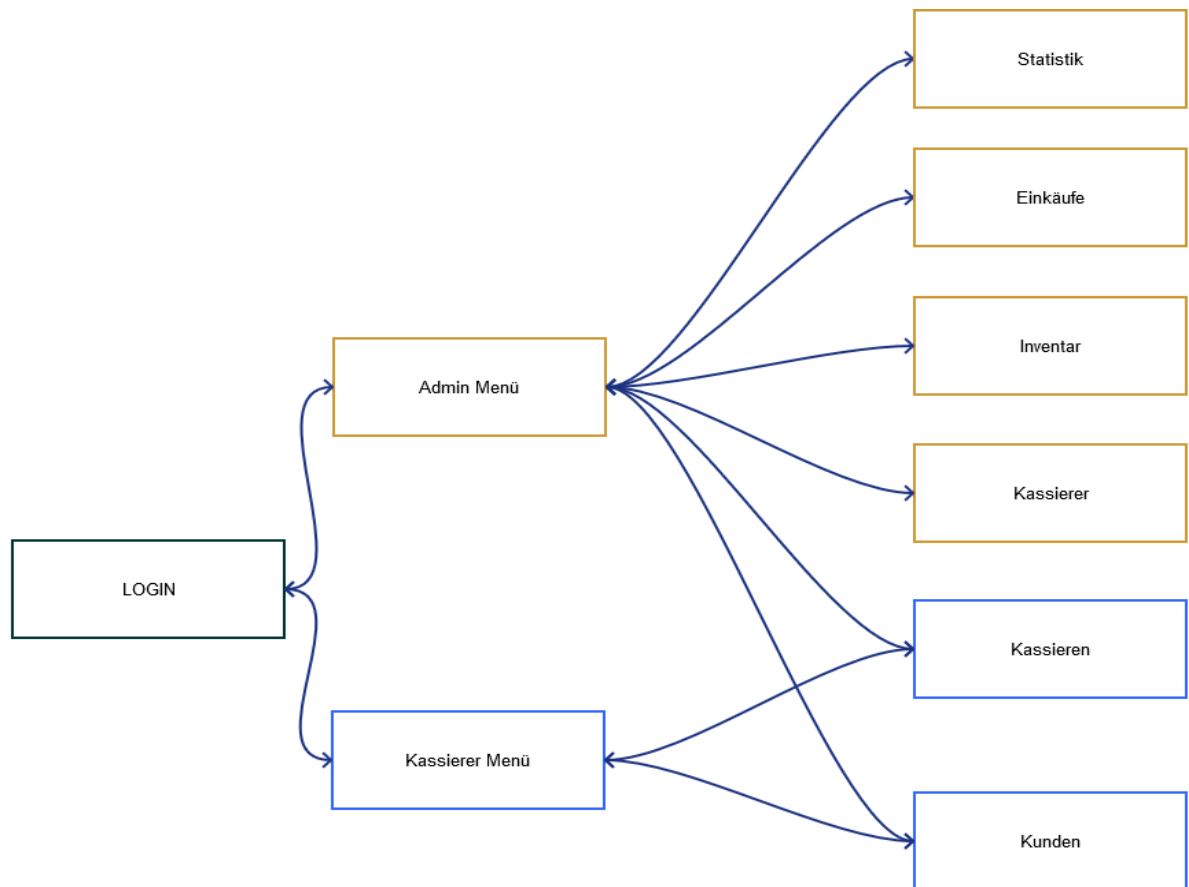 Statistik
Einkäufe
Inventar
Admin Menü
Kassierer
LOGIN
Kassieren
Kassierer Menü
Kunden